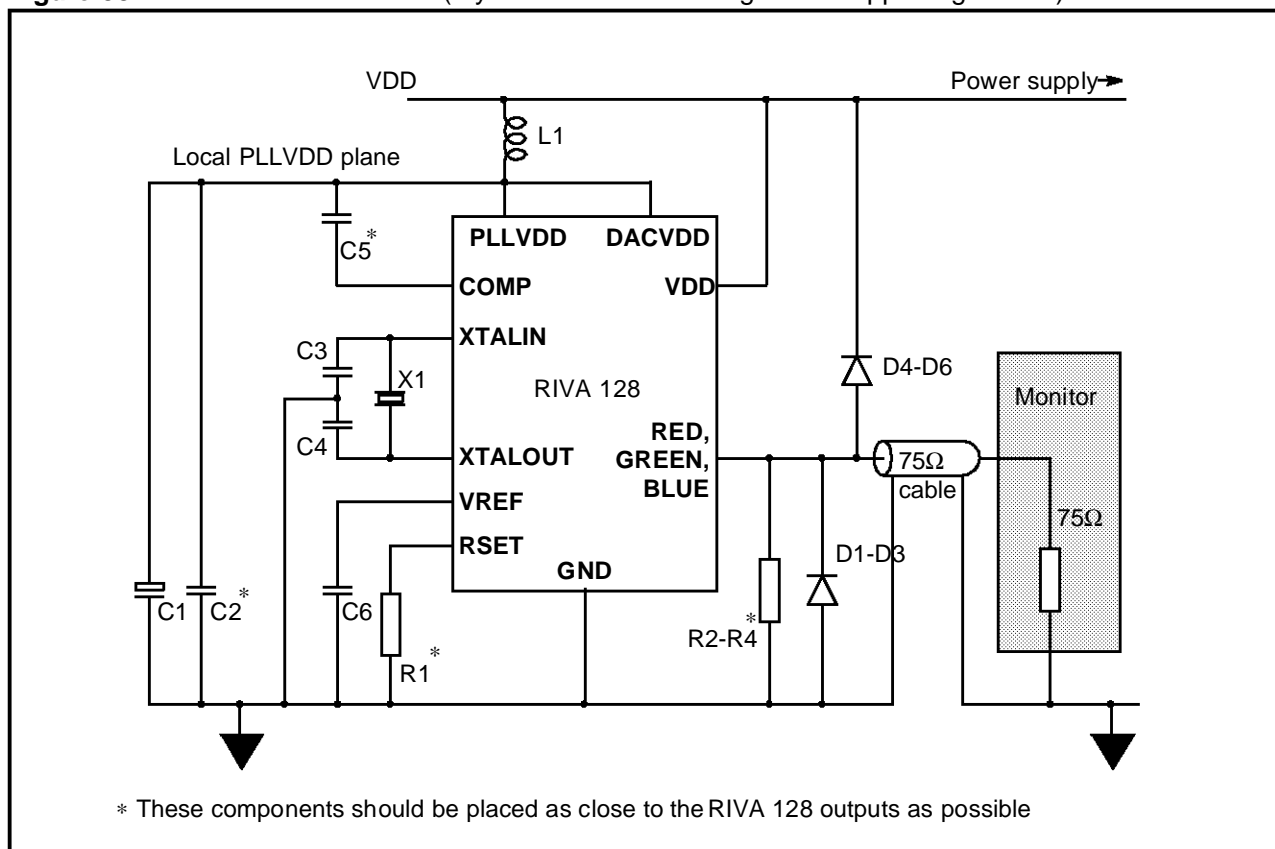 VDD
Power supply
L1
Local PLLVDD plane
C5*
PLLVDD
DACVDD
COMP
VDD
XTALIN
C3
X1
RIVA 128
D4-D6
Monitor
C4
XTALOUT
RED,
GREEN,
BLUE
75Ω
cable
VREF
75Ω
RSET
D1-D3
GND
C1
C2*
C6
R1*
R2-R4*
* These components should be placed as close to the RIVA 128 outputs as possible